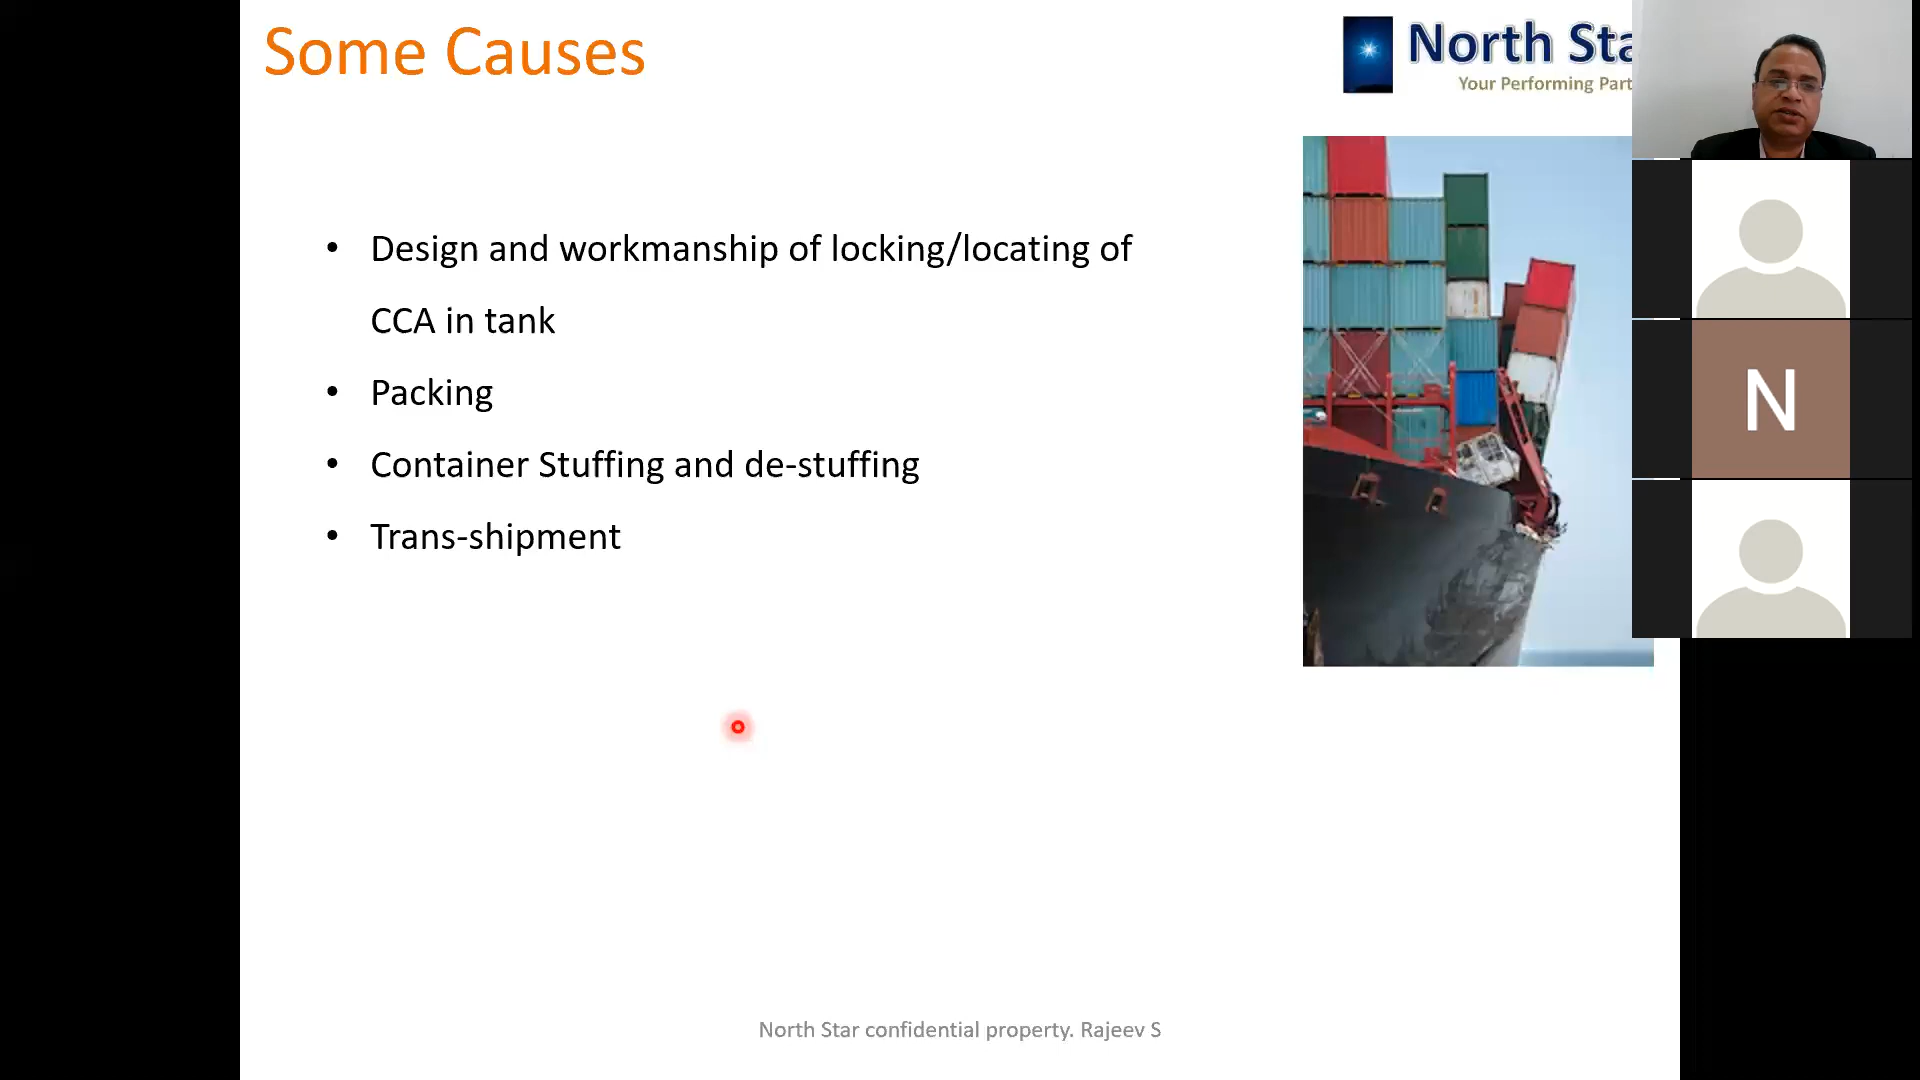 Some Causes
North Sta
Your Performing Part
• Design and workmanship of locking/locating of
CCA in tank
• Packing
• Container Stuffing and de-stuffing
• Trans-shipment
N
North Star confidential property. Rajeev S